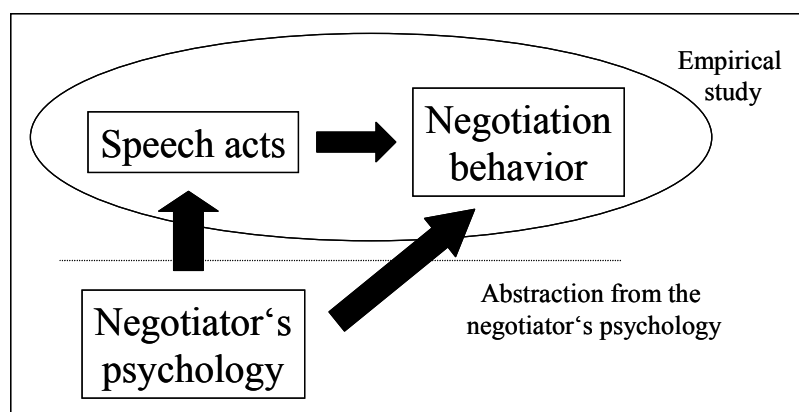 Empirical
study
Speech acts
Negotiation
behavior
Negotiator‘s
psychology
Abstraction from the
negotiator‘s psychology